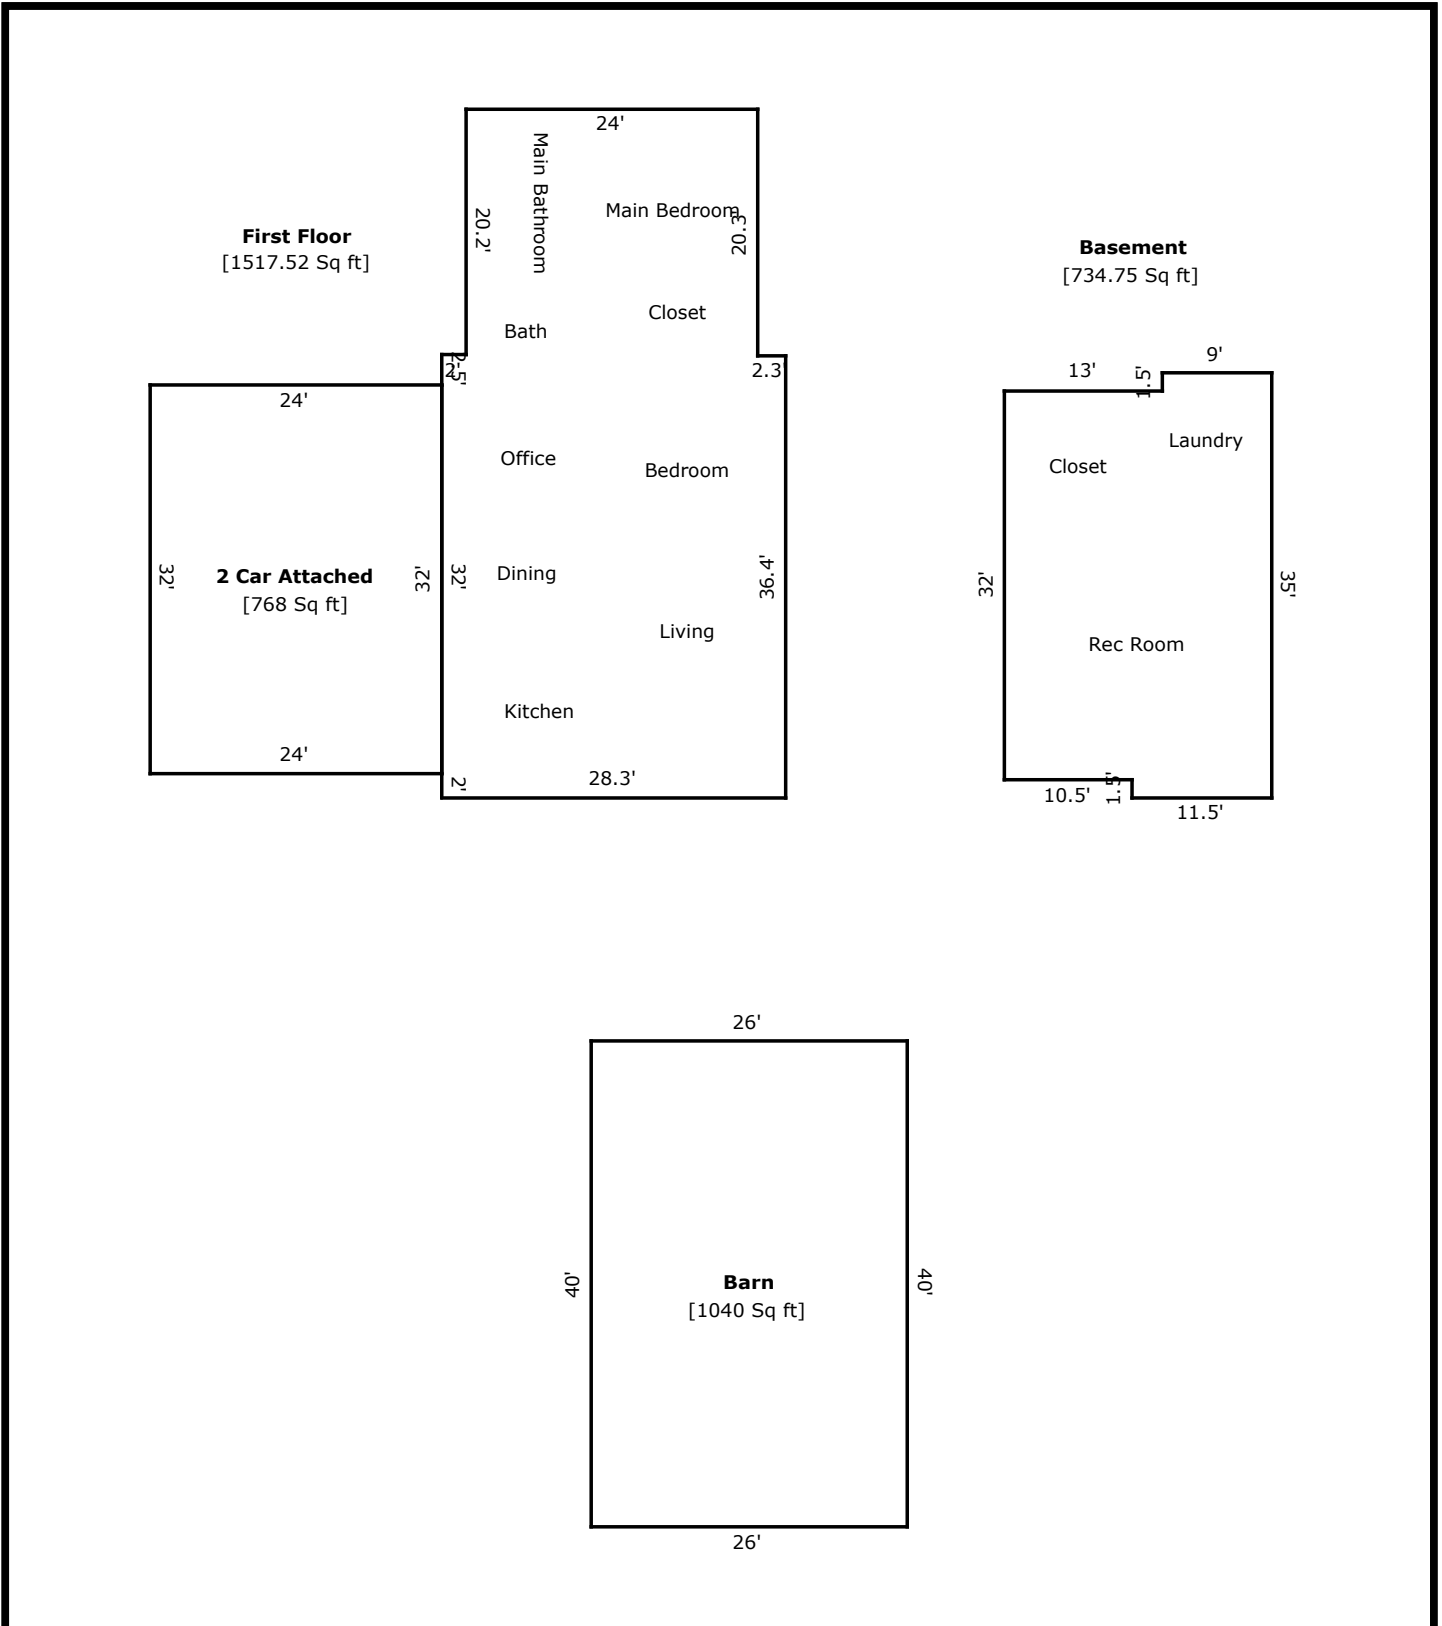 24'
Main Bathroom
Main Bedroom
20.2'
20.3'
First Floor
[1517.52 Sq ft]
Basement
[734.75 Sq ft]
Closet
Bath
2'
2.5'
2.3'
13'
1.5'
9'
24'
Office
Bedroom
Laundry
Closet
32'
2 Car Attached
[768 Sq ft]
32'
32'
Dining
36.4'
32'
35'
Living
Rec Room
Kitchen
24'
2'
28.3'
10.5'
1.5'
11.5'
26'
40'
Barn
[1040 Sq ft]
40'
26'